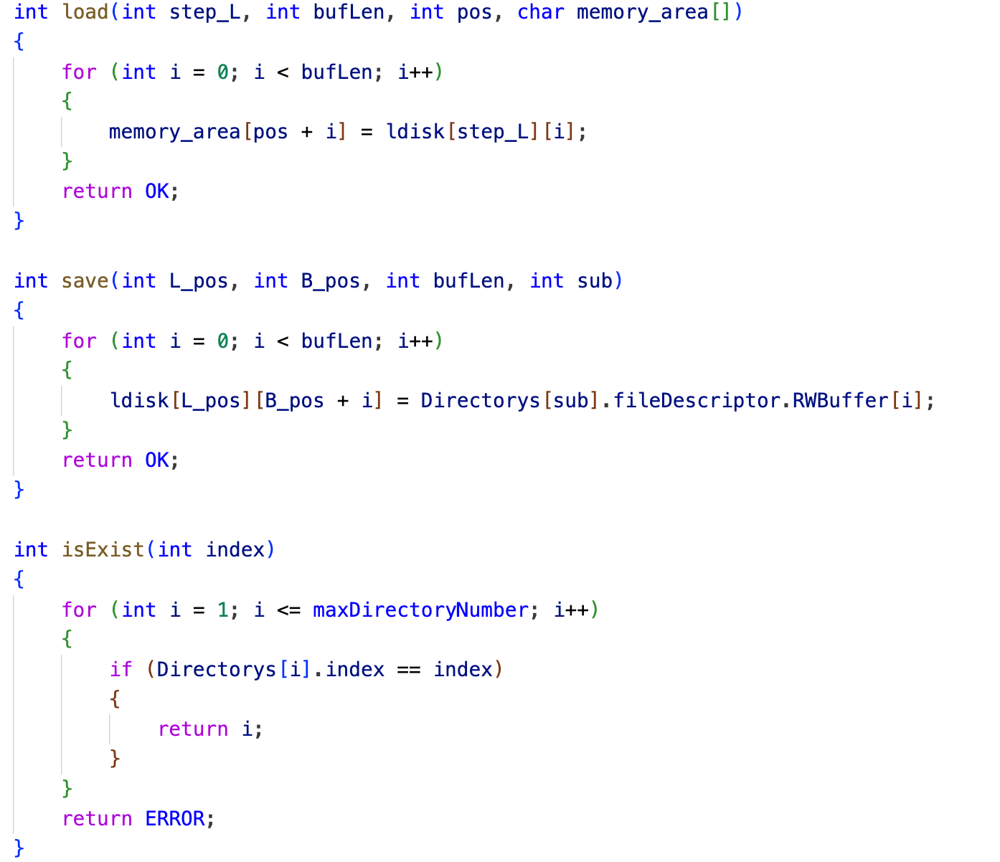 int load(int step_L, int bufLen, int pos, char memory_area[])
{
    for (int i = 0; i < bufLen; i++)
    {
        memory_area[pos + i] = ldisk[step_L][i];
    }
    return OK;
}

int save(int L_pos, int B_pos, int bufLen, int sub)
{
    for (int i = 0; i < bufLen; i++)
    {
        ldisk[L_pos][B_pos + i] = Directorys[sub].fileDescriptor.RWBuffer[i];
    }
    return OK;
}

int isExist(int index)
{
    for (int i = 1; i <= maxDirectoryNumber; i++)
    {
        if (Directorys[i].index == index)
        {
            return i;
        }
    }
    return ERROR;
}